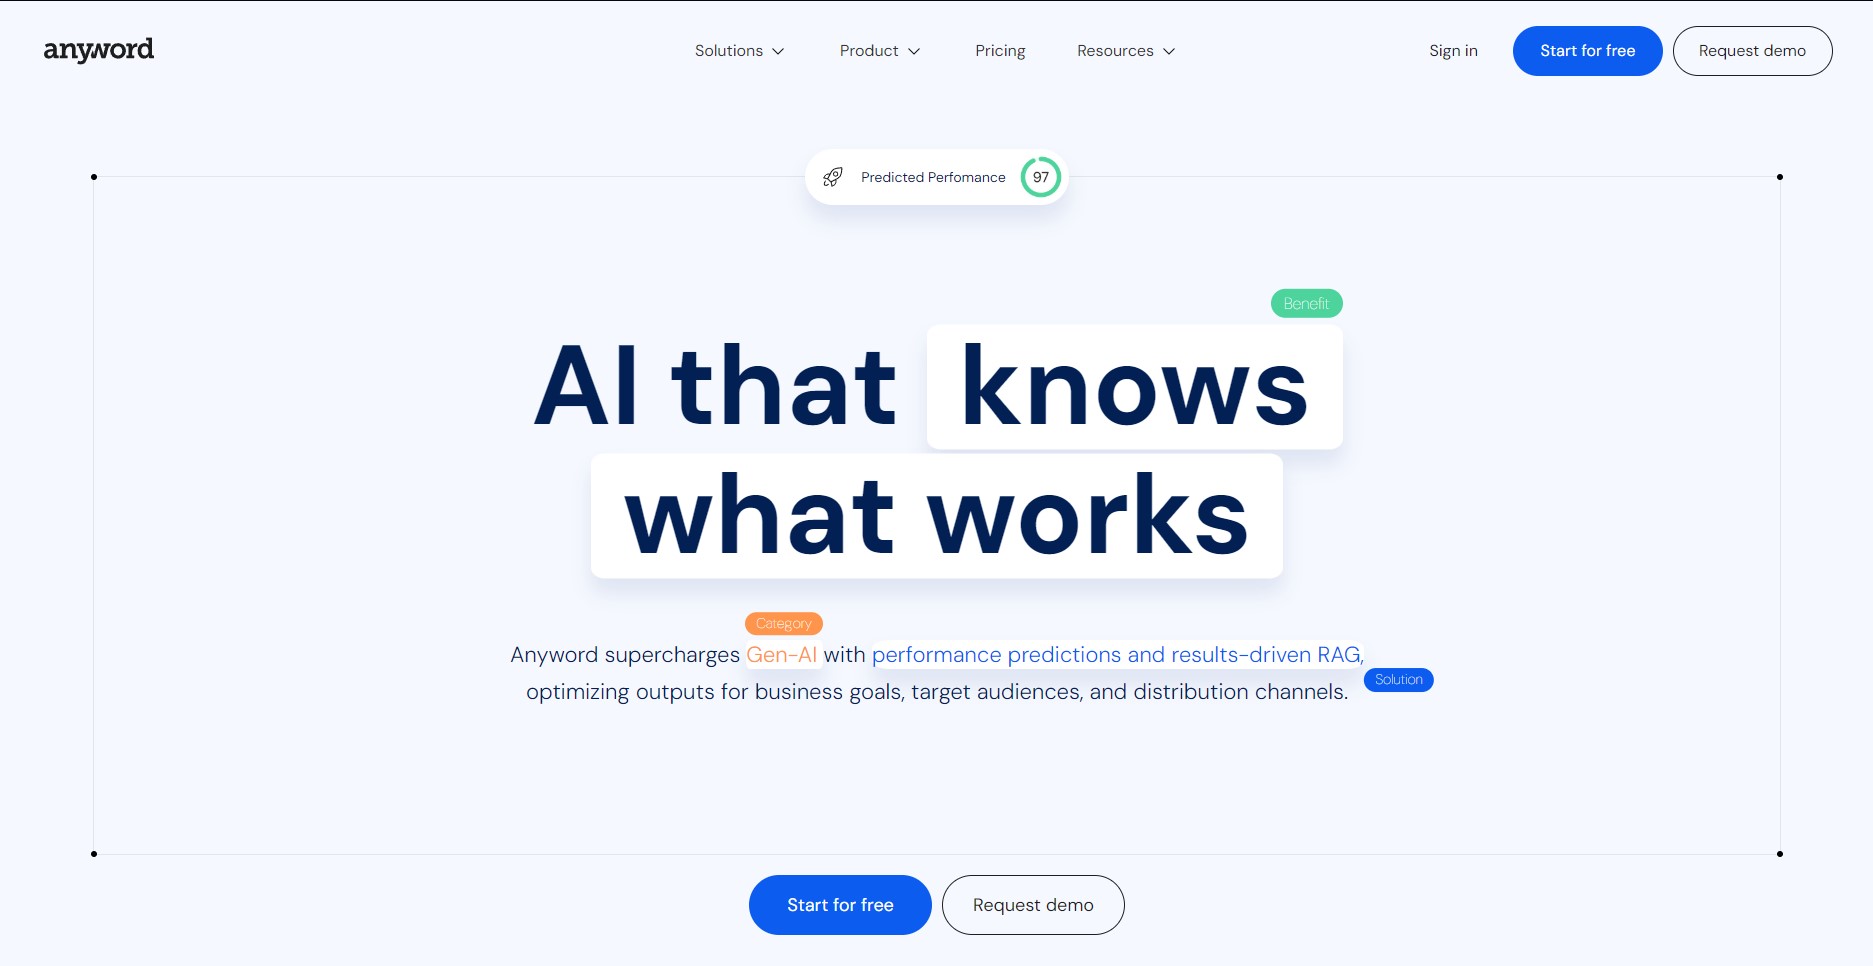 anyword
Solutions
Product
Pricing
Resources
Sign in
Start for free
Request demo
Predicted Perfomance
97
Benefit
AI that knows
what works
Category
Anyword supercharges Gen-AI with performance predictions and results-driven RAG,
Solution
optimizing outputs for business goals, target audiences, and distribution channels.
Start for free
Request demo